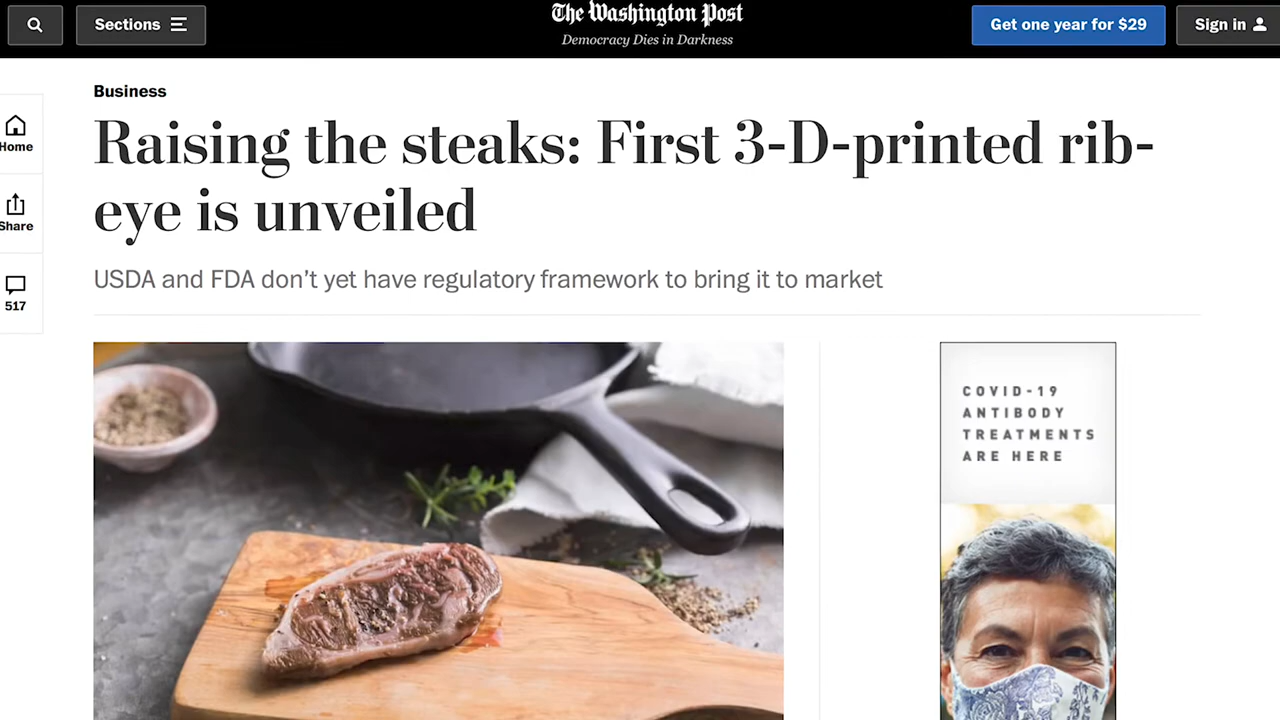 Sections
The Washington Post
Democracy Dies in Darkness
Get one year for $29
Sign in
Home
Share
517
Business
Raising the steaks: First 3-D-printed rib-
eye is unveiled
USDA and FDA don’t yet have regulatory framework to bring it to market
COVID-19
ANTIBODY
TREATMENTS
ARE HERE